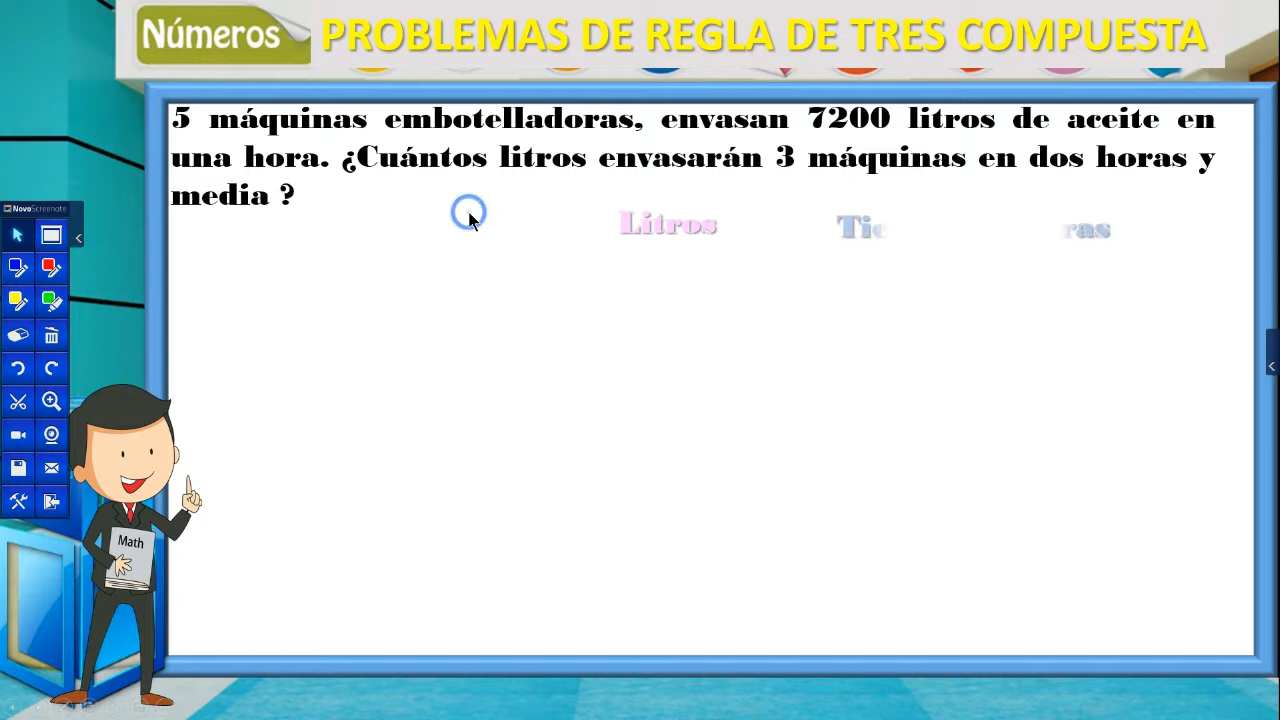 Números PROBLEMAS DE REGLA DE TRES COMPUESTA
5 máquinas embotelladoras, envasan 7200 litros de aceite en
una hora. ¿Cuántos litros envasarán 3 máquinas en dos horas y
media ?
NovoScreenote
Litros
Math